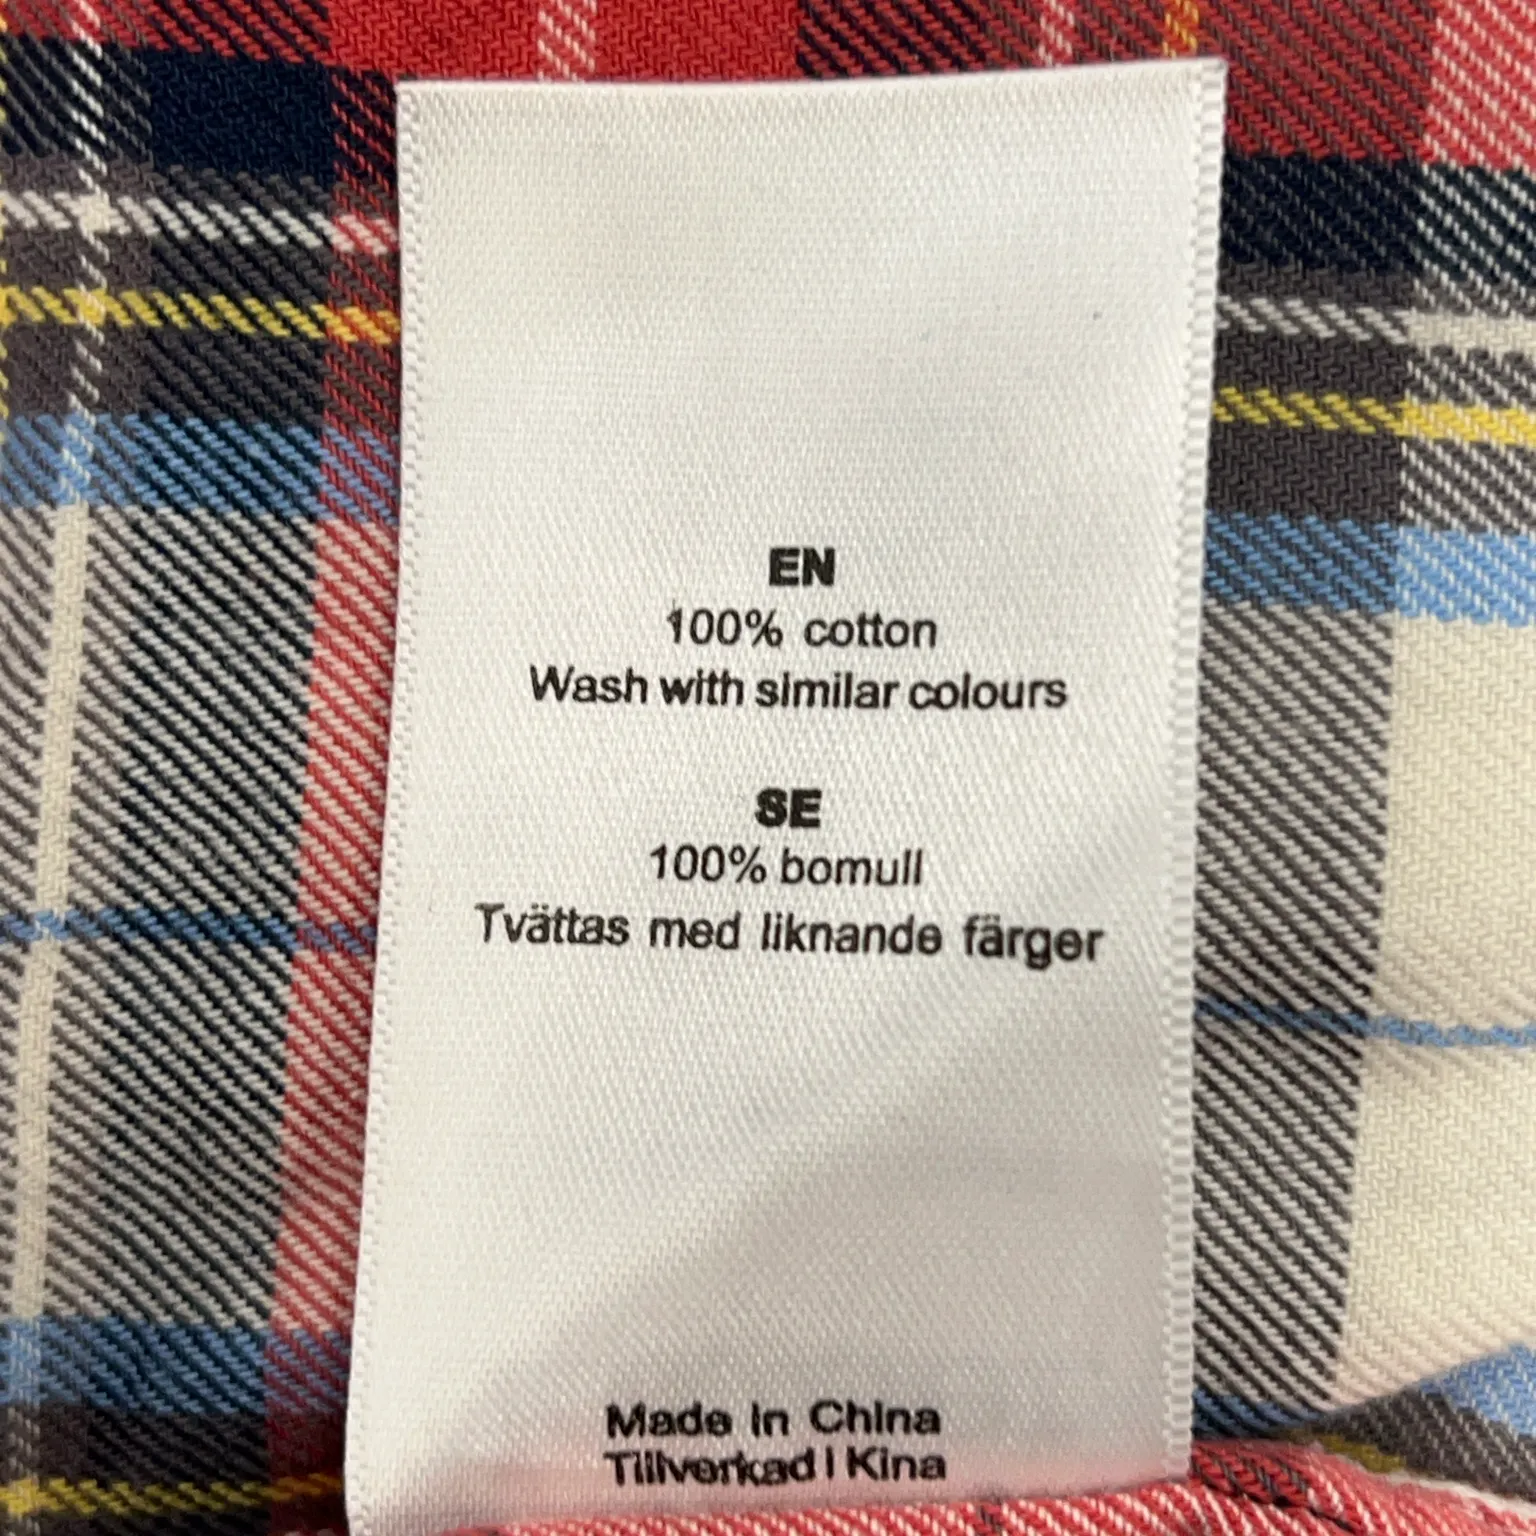 EN
100% cotton
Wash with similar colours
SE
100% bomull
Tvättas med liknande färger
Made in China
Tillverkad i Kina